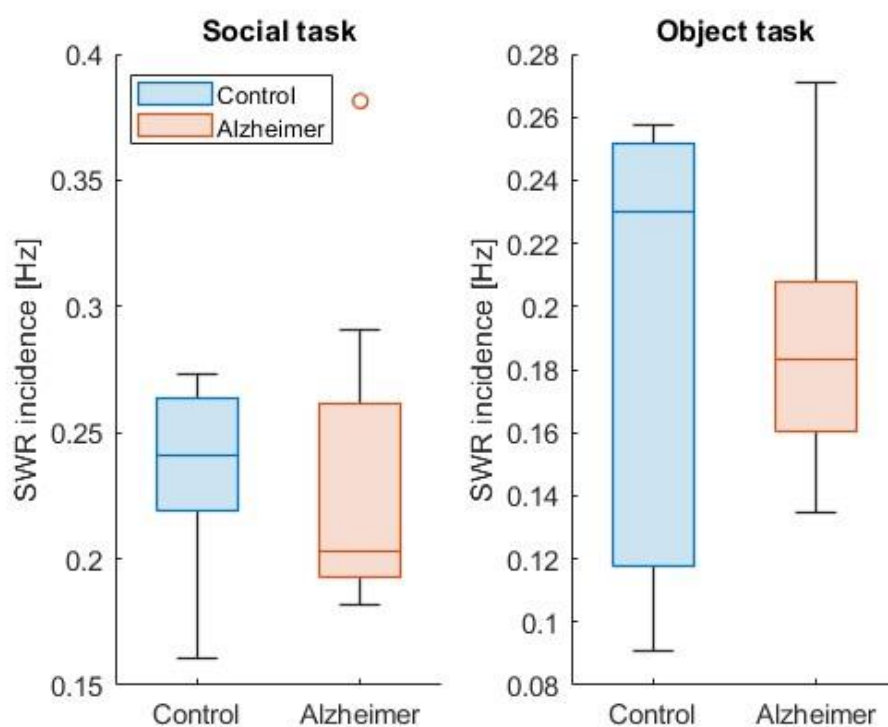 Social task
0.4
0.35
0.3
0.25
0.2
0.15
SWR incidence [Hz]
Control
Alzheimer
Control
Alzheimer
Object task
0.28
0.26
0.24
0.22
0.2
0.18
0.16
0.14
0.12
0.1
0.08
SWR incidence [Hz]
Control
Alzheimer